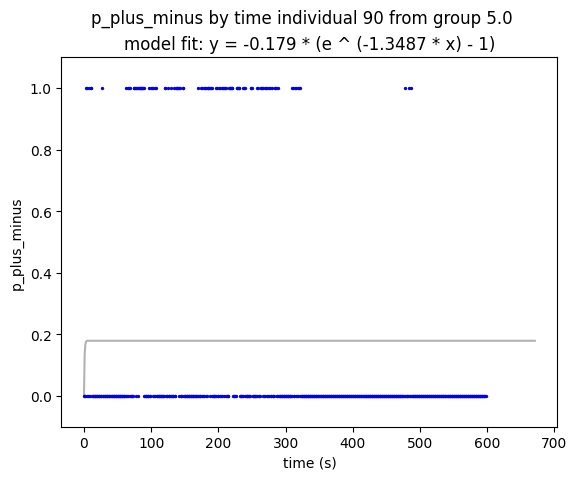 p_plus_minus by time individual 90 from group 5.0
model fit: y = -0.179 * (e ^ (-1.3487 * x) - 1)
1.0
0.8
0.6
0.4
0.2
0.0
p_plus_minus
0 100 200 300 400 500 600 700
time (s)